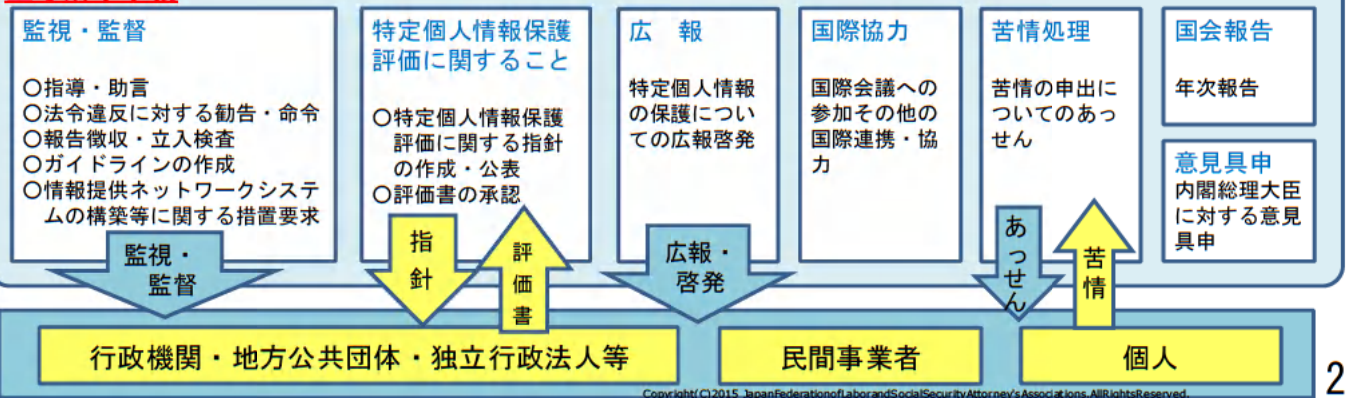 監視・監督
〇指導・助言
〇法令違反に対する勧告・命令
〇報告徴収・立入検査
〇ガイドラインの作成
〇情報提供ネットワークシステ
ムの構築等に関する措置要求
特定個人情報保護
評価に関すること
〇特定個人情報保護
評価に関する指針
の作成・公表
〇評価書の承認
広 報
特定個人情報
の保護につい
ての広報啓発
国際協力
国際会議への
参加その他の
国際連携・協
力
苦情処理
苦情の申出に
ついてのあっ
せん
国会報告
年次報告
意見具申
内閣総理大臣
に対する意見
具申
監視・
監督
指針
評価書
広報・
啓発
あっせん
苦情
行政機関・地方公共団体・独立行政法人等
民間事業者
個人
Copyright(C)2015 JapanFederationofLaborandSocialSecurityAttorney'sAssociations.AllRightsReserved.
2